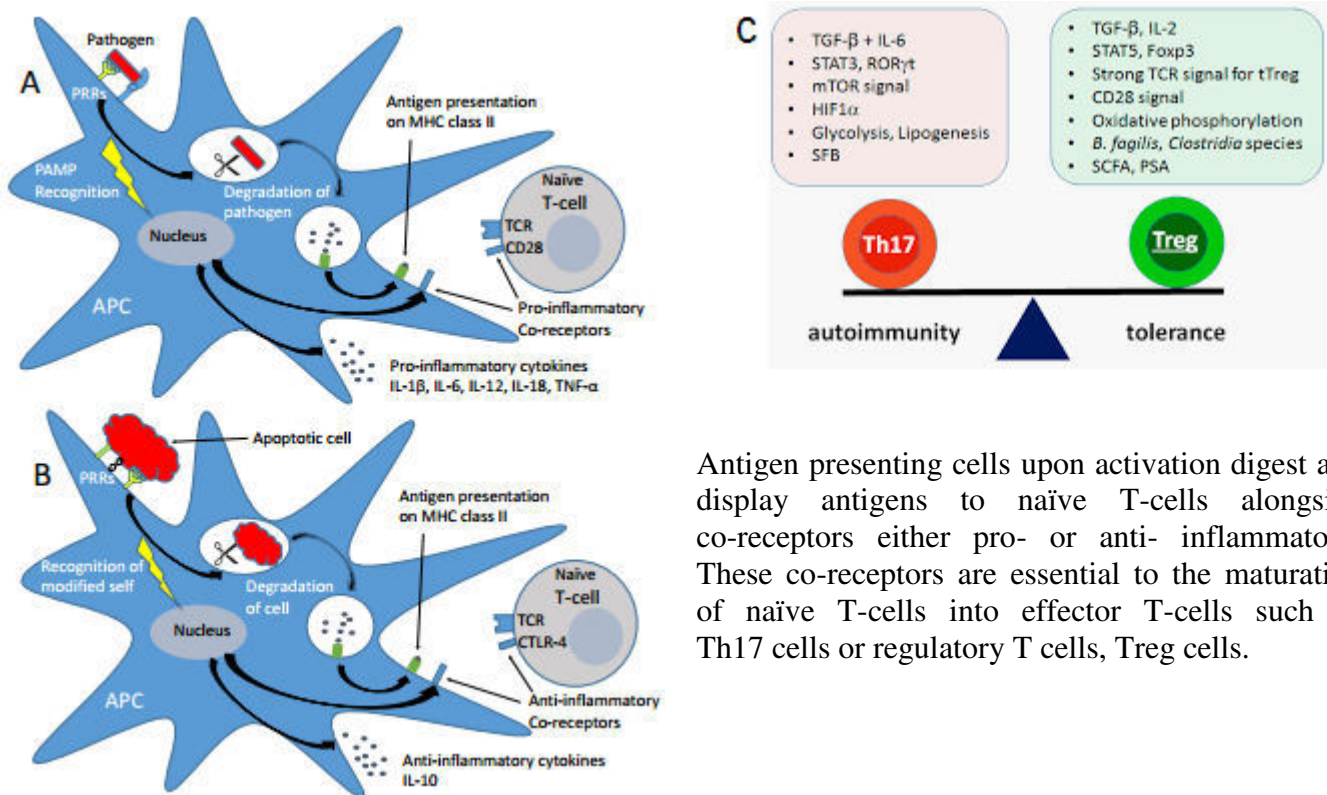 A
Pathogen
PRRs
PAMP
Recognition
Degradation of
pathogen
Nucleus
APC
Antigen presentation
on MHC class II
Naïve
T-cell
TCR
CD28
Pro-inflammatory
Co-receptors
Pro-inflammatory cytokines
IL-1β, IL-6, IL-12, IL-18, TNF-α
B
Apoptotic cell
PRRs
Recognition of
modified self
Degradation
of cell
Nucleus
APC
Antigen presentation
on MHC class II
Naïve
T-cell
TCR
CTLR-4
Anti-inflammatory
Co-receptors
Anti-inflammatory cytokines
IL-10
C
• TGF-β + IL-6
• STAT3, RORγt
• mTOR signal
• HIF1α
• Glycolysis, Lipogenesis
• SFB
• TGF-β, IL-2
• STAT5, Foxp3
• Strong TCR signal for tTreg
• CD28 signal
• Oxidative phosphorylation
• B. fagilis, Clostridia species
• SCFA, PSA
Th17
Treg
autoimmunity
tolerance
Antigen presenting cells upon activation digest a
display antigens to naïve T-cells alongsi
co-receptors either pro- or anti- inflammato
These co-receptors are essential to the maturati
of naïve T-cells into effector T-cells such
Th17 cells or regulatory T cells, Treg cells.